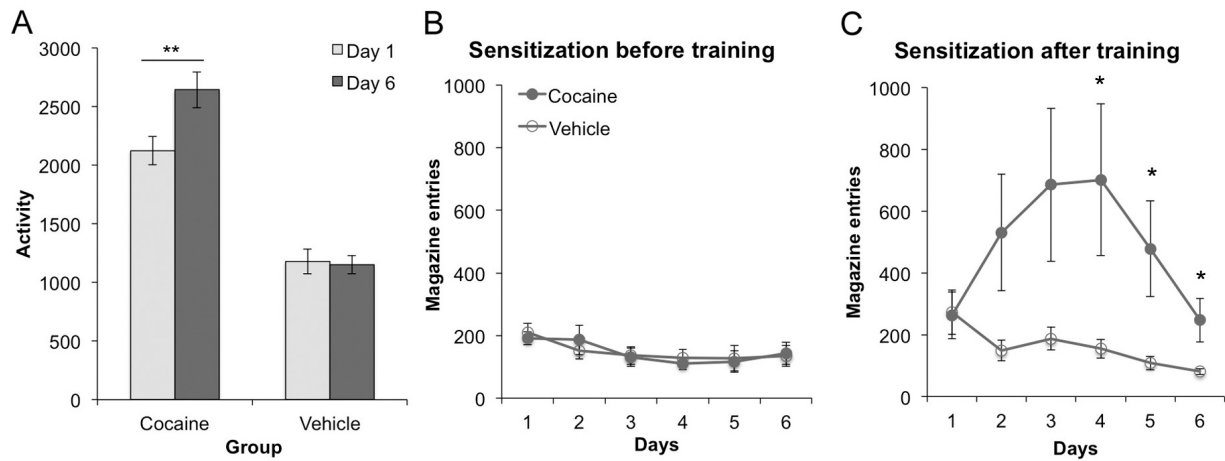 A
3000
2500
2000
1500
1000
500
0
Activity
**
Day 1
Day 6
Cocaine
Vehicle
Group
B
Sensitization before training
1000
800
600
400
200
0
Magazine entries
Cocaine
Vehicle
1 2 3 4 5 6
Days
C
Sensitization after training
1000
800
600
400
200
0
Magazine entries
*
*
*
1 2 3 4 5 6
Days